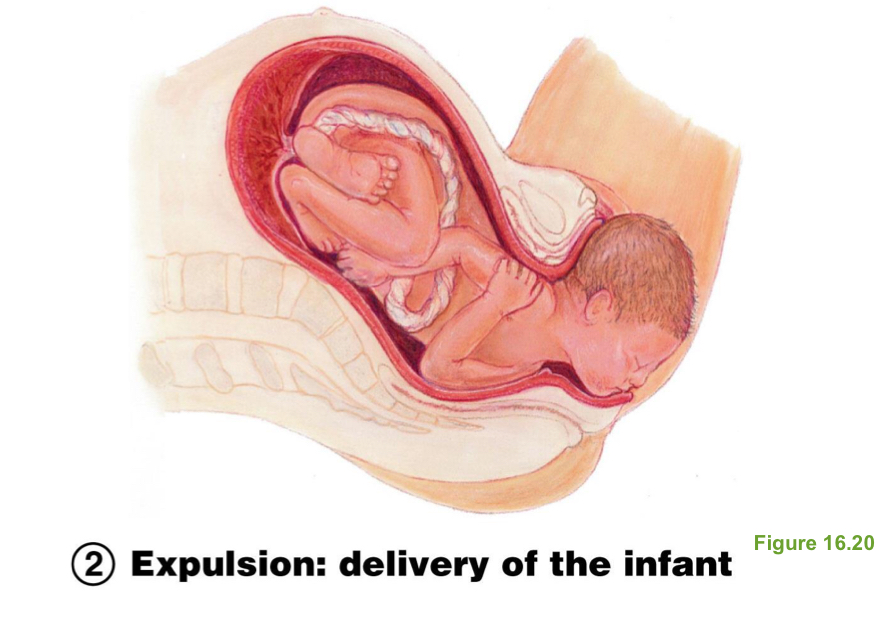 ② Expulsion: delivery of the infant
Figure 16.20